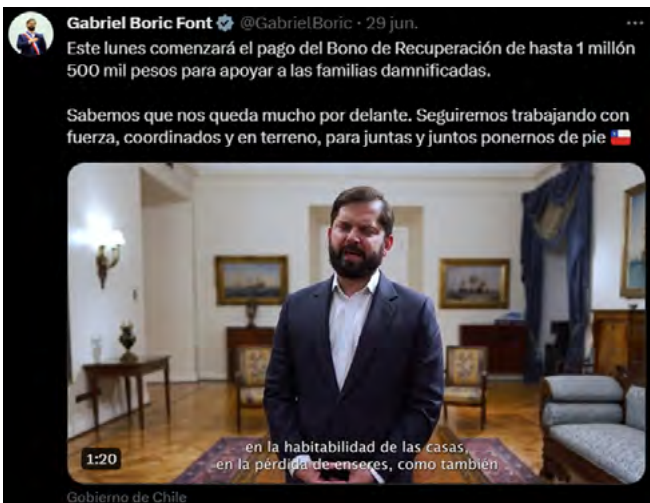 Gabriel Boric Font @GabrielBoric · 29 jun.
Este lunes comenzará el pago del Bono de Recuperación de hasta 1 millón
500 mil pesos para apoyar a las familias damnificadas.
Sabemos que nos queda mucho por delante. Seguiremos trabajando con
fuerza, coordinados y en terreno, para juntas y juntos ponernos de pie 🇨🇱
en la habitabilidad de las casas,
en la pérdida de enseres, como también
1:20
Gobierno de Chile